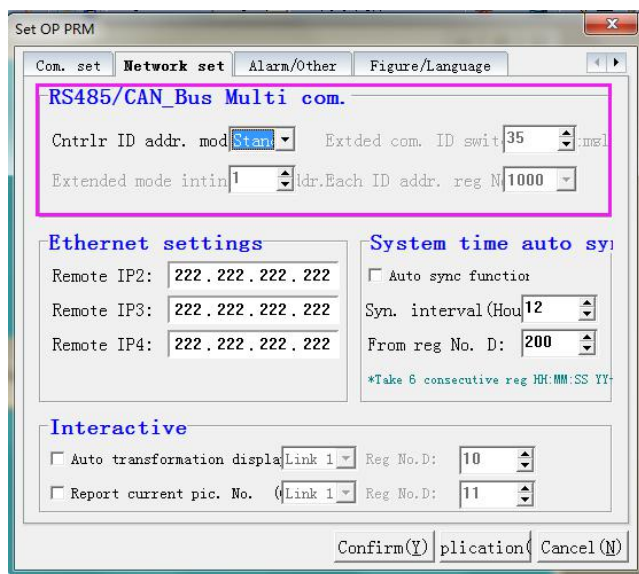 Set OP PRM
Com. set Network set Alarm/Other Figure/Language
RS485/CAN_Bus Multi com.
Cntrlr ID addr. mod Stan Extded com. ID swit 35 :msl
Extended mode intin 1 ldr. Each ID addr. reg N 1000
Ethernet settings
Remote IP2: 222.222.222.222
Remote IP3: 222.222.222.222
Remote IP4: 222.222.222.222
System time auto syn
Auto sync function
Syn. interval(Hou 12
From reg No. D: 200
*Take 6 consecutive reg HH:MM:SS YY-
Interactive
Auto transformation displa Link 1 Reg No.D: 10
Report current pic. No. ( Link 1 Reg No.D: 11
Confirm(Y) plication( Cancel(N)